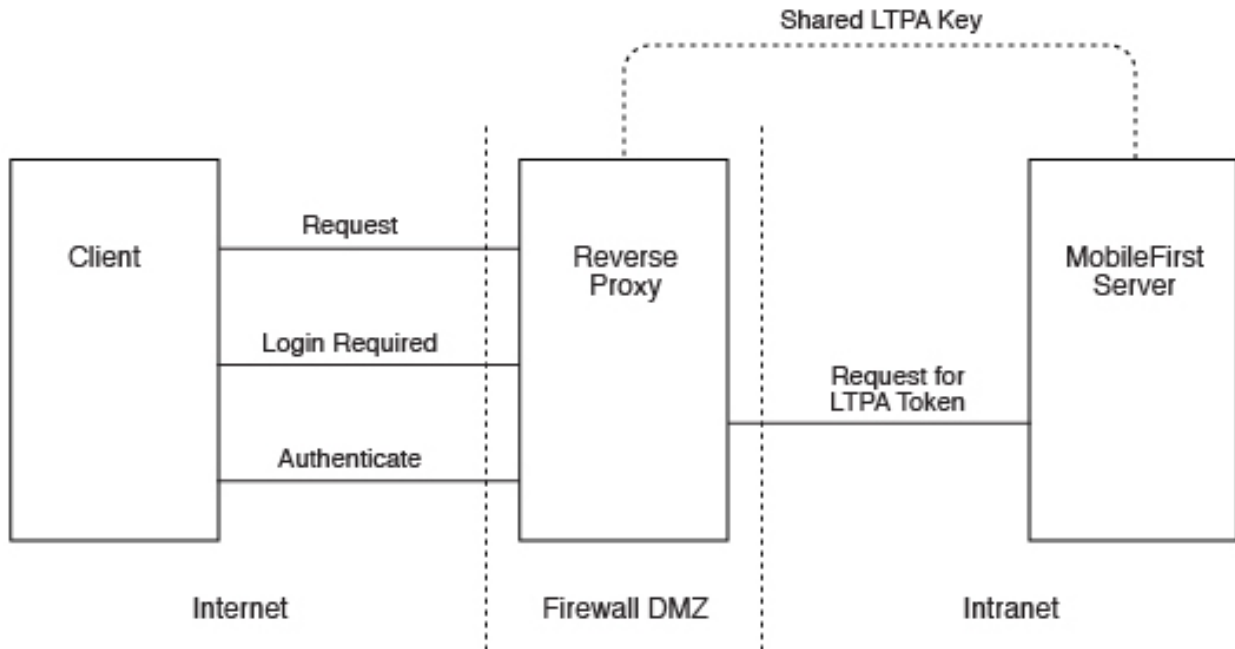 Shared LTPA Key
Client
Request
Reverse
Proxy
MobileFirst
Server
Login Required
Request for
LTPA Token
Authenticate
Internet
Firewall DMZ
Intranet